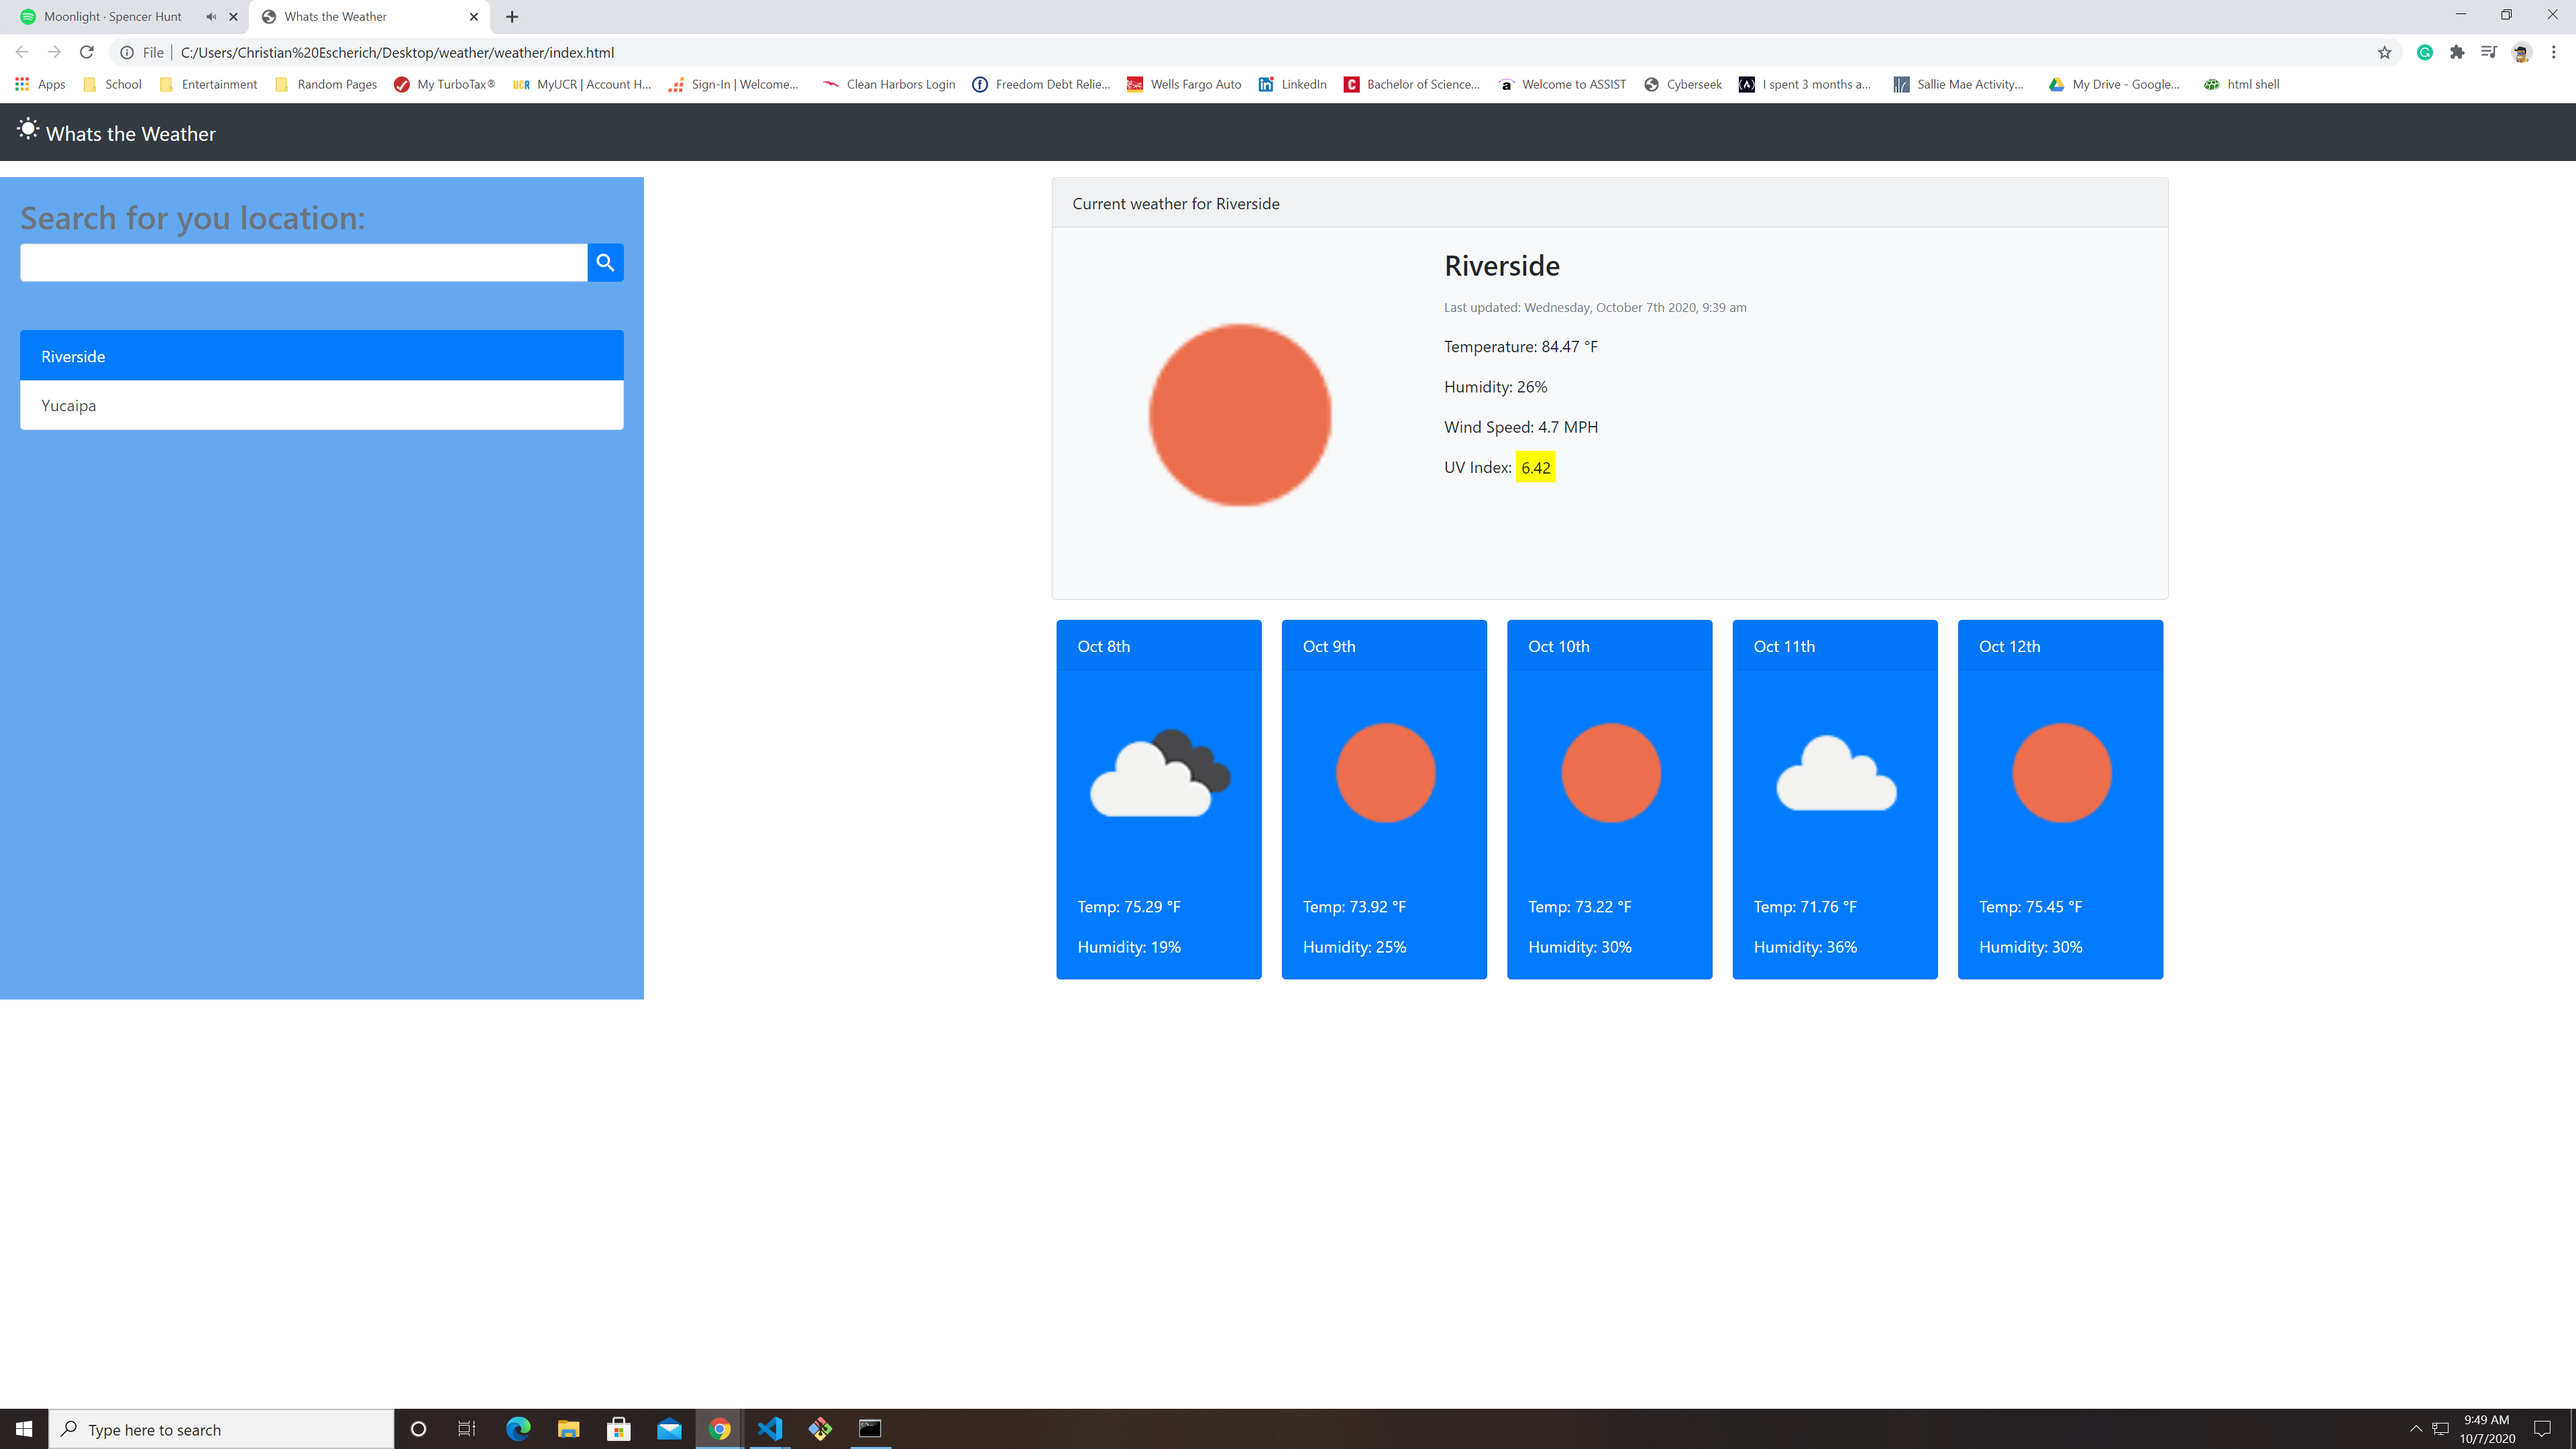 Moonlight · Spencer Hunt
Whats the Weather
File | C:/Users/Christian%20Escherich/Desktop/weather/weather/index.html
Apps School Entertainment Random Pages My TurboTax® UCR MyUCR | Account H... Sign-In | Welcome... Clean Harbors Login Freedom Debt Relie... Wells Fargo Auto LinkedIn Bachelor of Science... Welcome to ASSIST Cyberseek I spent 3 months a... Sallie Mae Activity... My Drive - Google... html shell
Whats the Weather
Search for you location:
Riverside
Yucaipa
Current weather for Riverside
Riverside
Last updated: Wednesday, October 7th 2020, 9:39 am
Temperature: 84.47 °F
Humidity: 26%
Wind Speed: 4.7 MPH
UV Index: 6.42
Oct 8th
Temp: 75.29 °F
Humidity: 19%
Oct 9th
Temp: 73.92 °F
Humidity: 25%
Oct 10th
Temp: 73.22 °F
Humidity: 30%
Oct 11th
Temp: 71.76 °F
Humidity: 36%
Oct 12th
Temp: 75.45 °F
Humidity: 30%
Type here to search
9:49 AM
10/7/2020